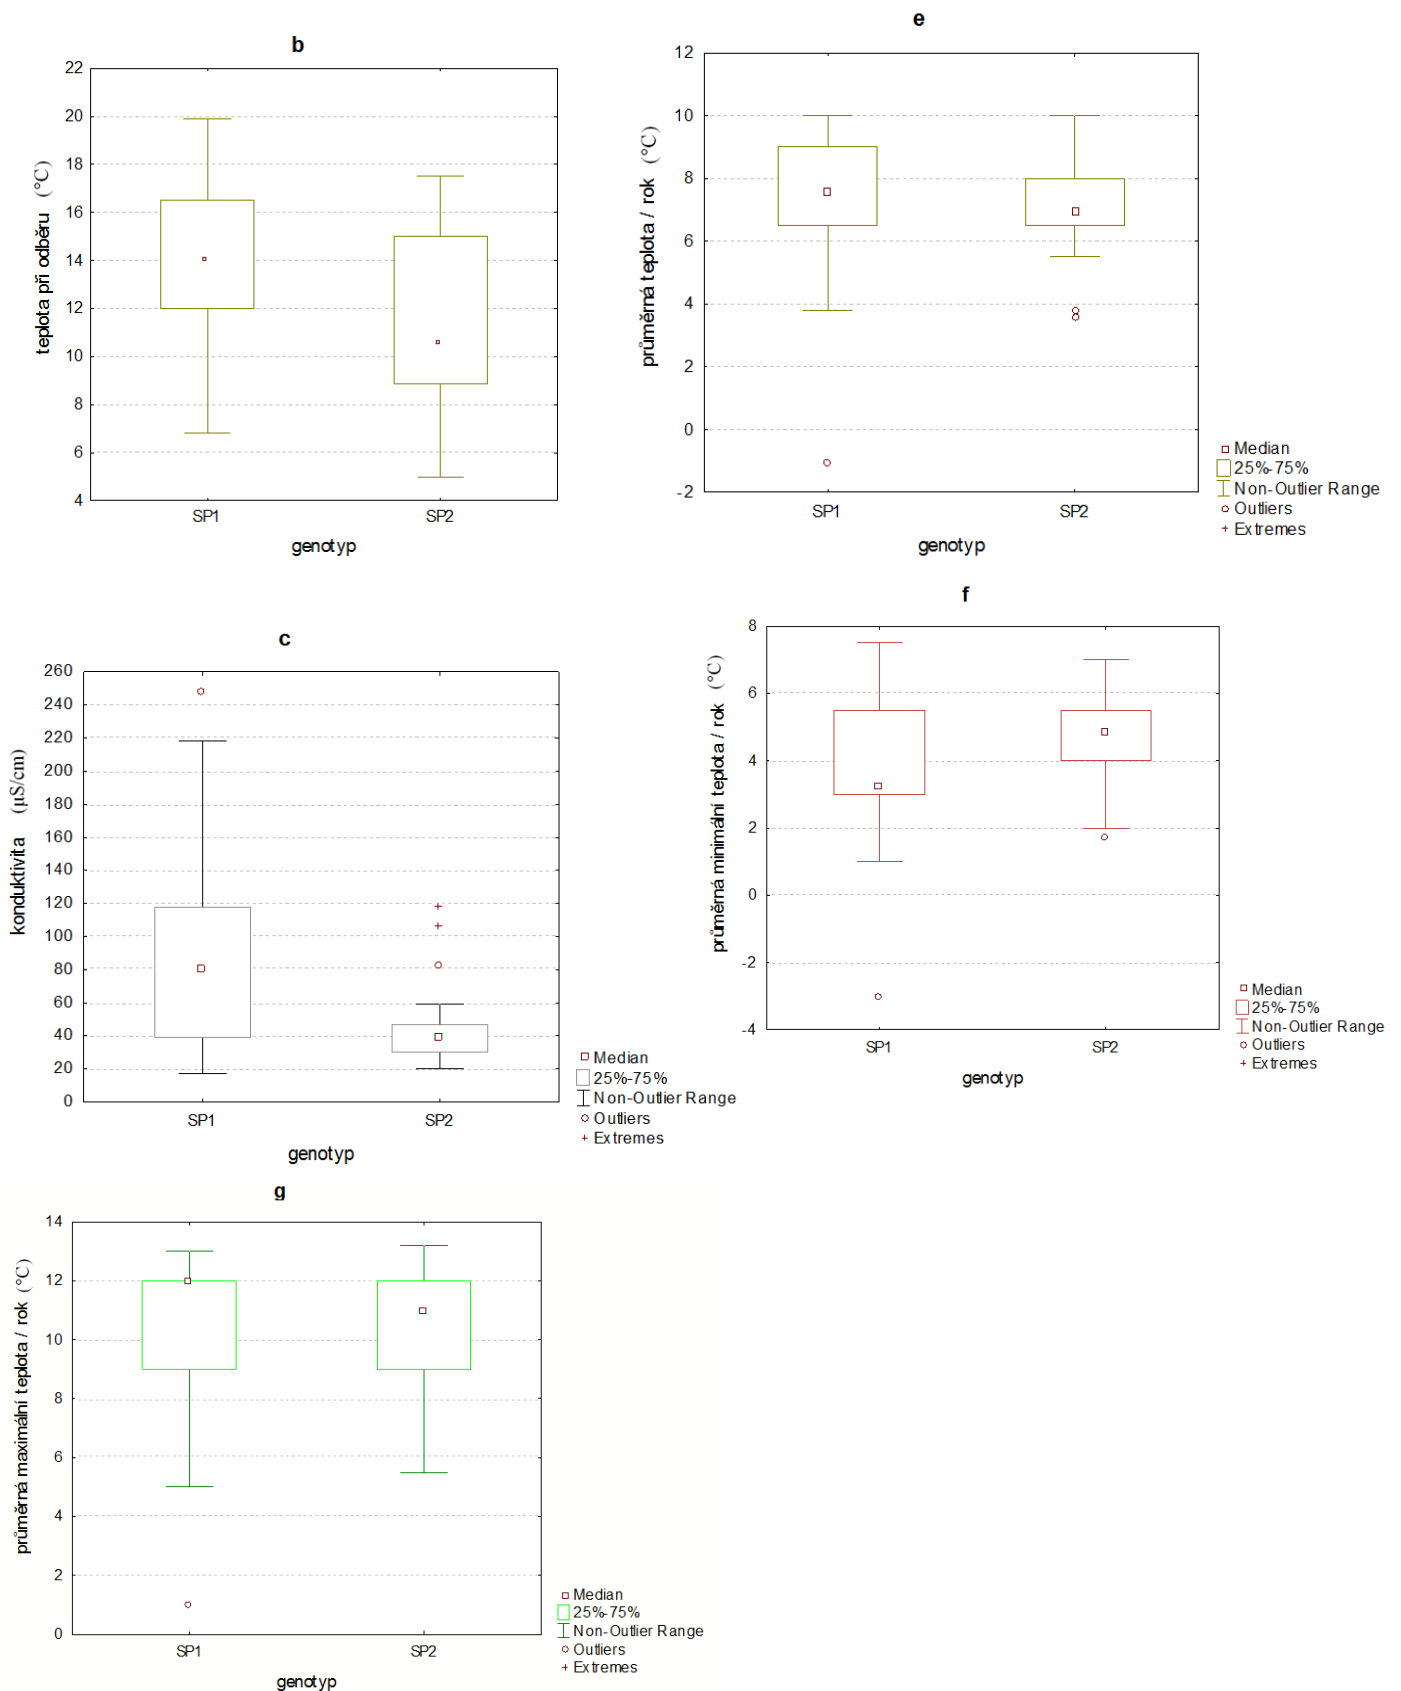 b
22
20
18
16
14
12
10
8
6
4
teplota při odběru (°C)
SP1 SP2
genotyp
e
12
10
8
6
4
2
0
-2
průměrná teplota / rok (°C)
SP1 SP2
genotyp
Median
25%-75%
Non-Outlier Range
Outliers
Extremes
c
260
240
220
200
180
160
140
120
100
80
60
40
20
0
konduktivita (µS/cm)
SP1 SP2
genotyp
Median
25%-75%
Non-Outlier Range
Outliers
Extremes
f
8
6
4
2
0
-2
-4
průměrná minimální teplota / rok (°C)
SP1 SP2
genotyp
Median
25%-75%
Non-Outlier Range
Outliers
Extremes
g
14
12
10
8
6
4
2
0
průměrná maximální teplota / rok (°C)
SP1 SP2
genotyp
Median
25%-75%
Non-Outlier Range
Outliers
Extremes